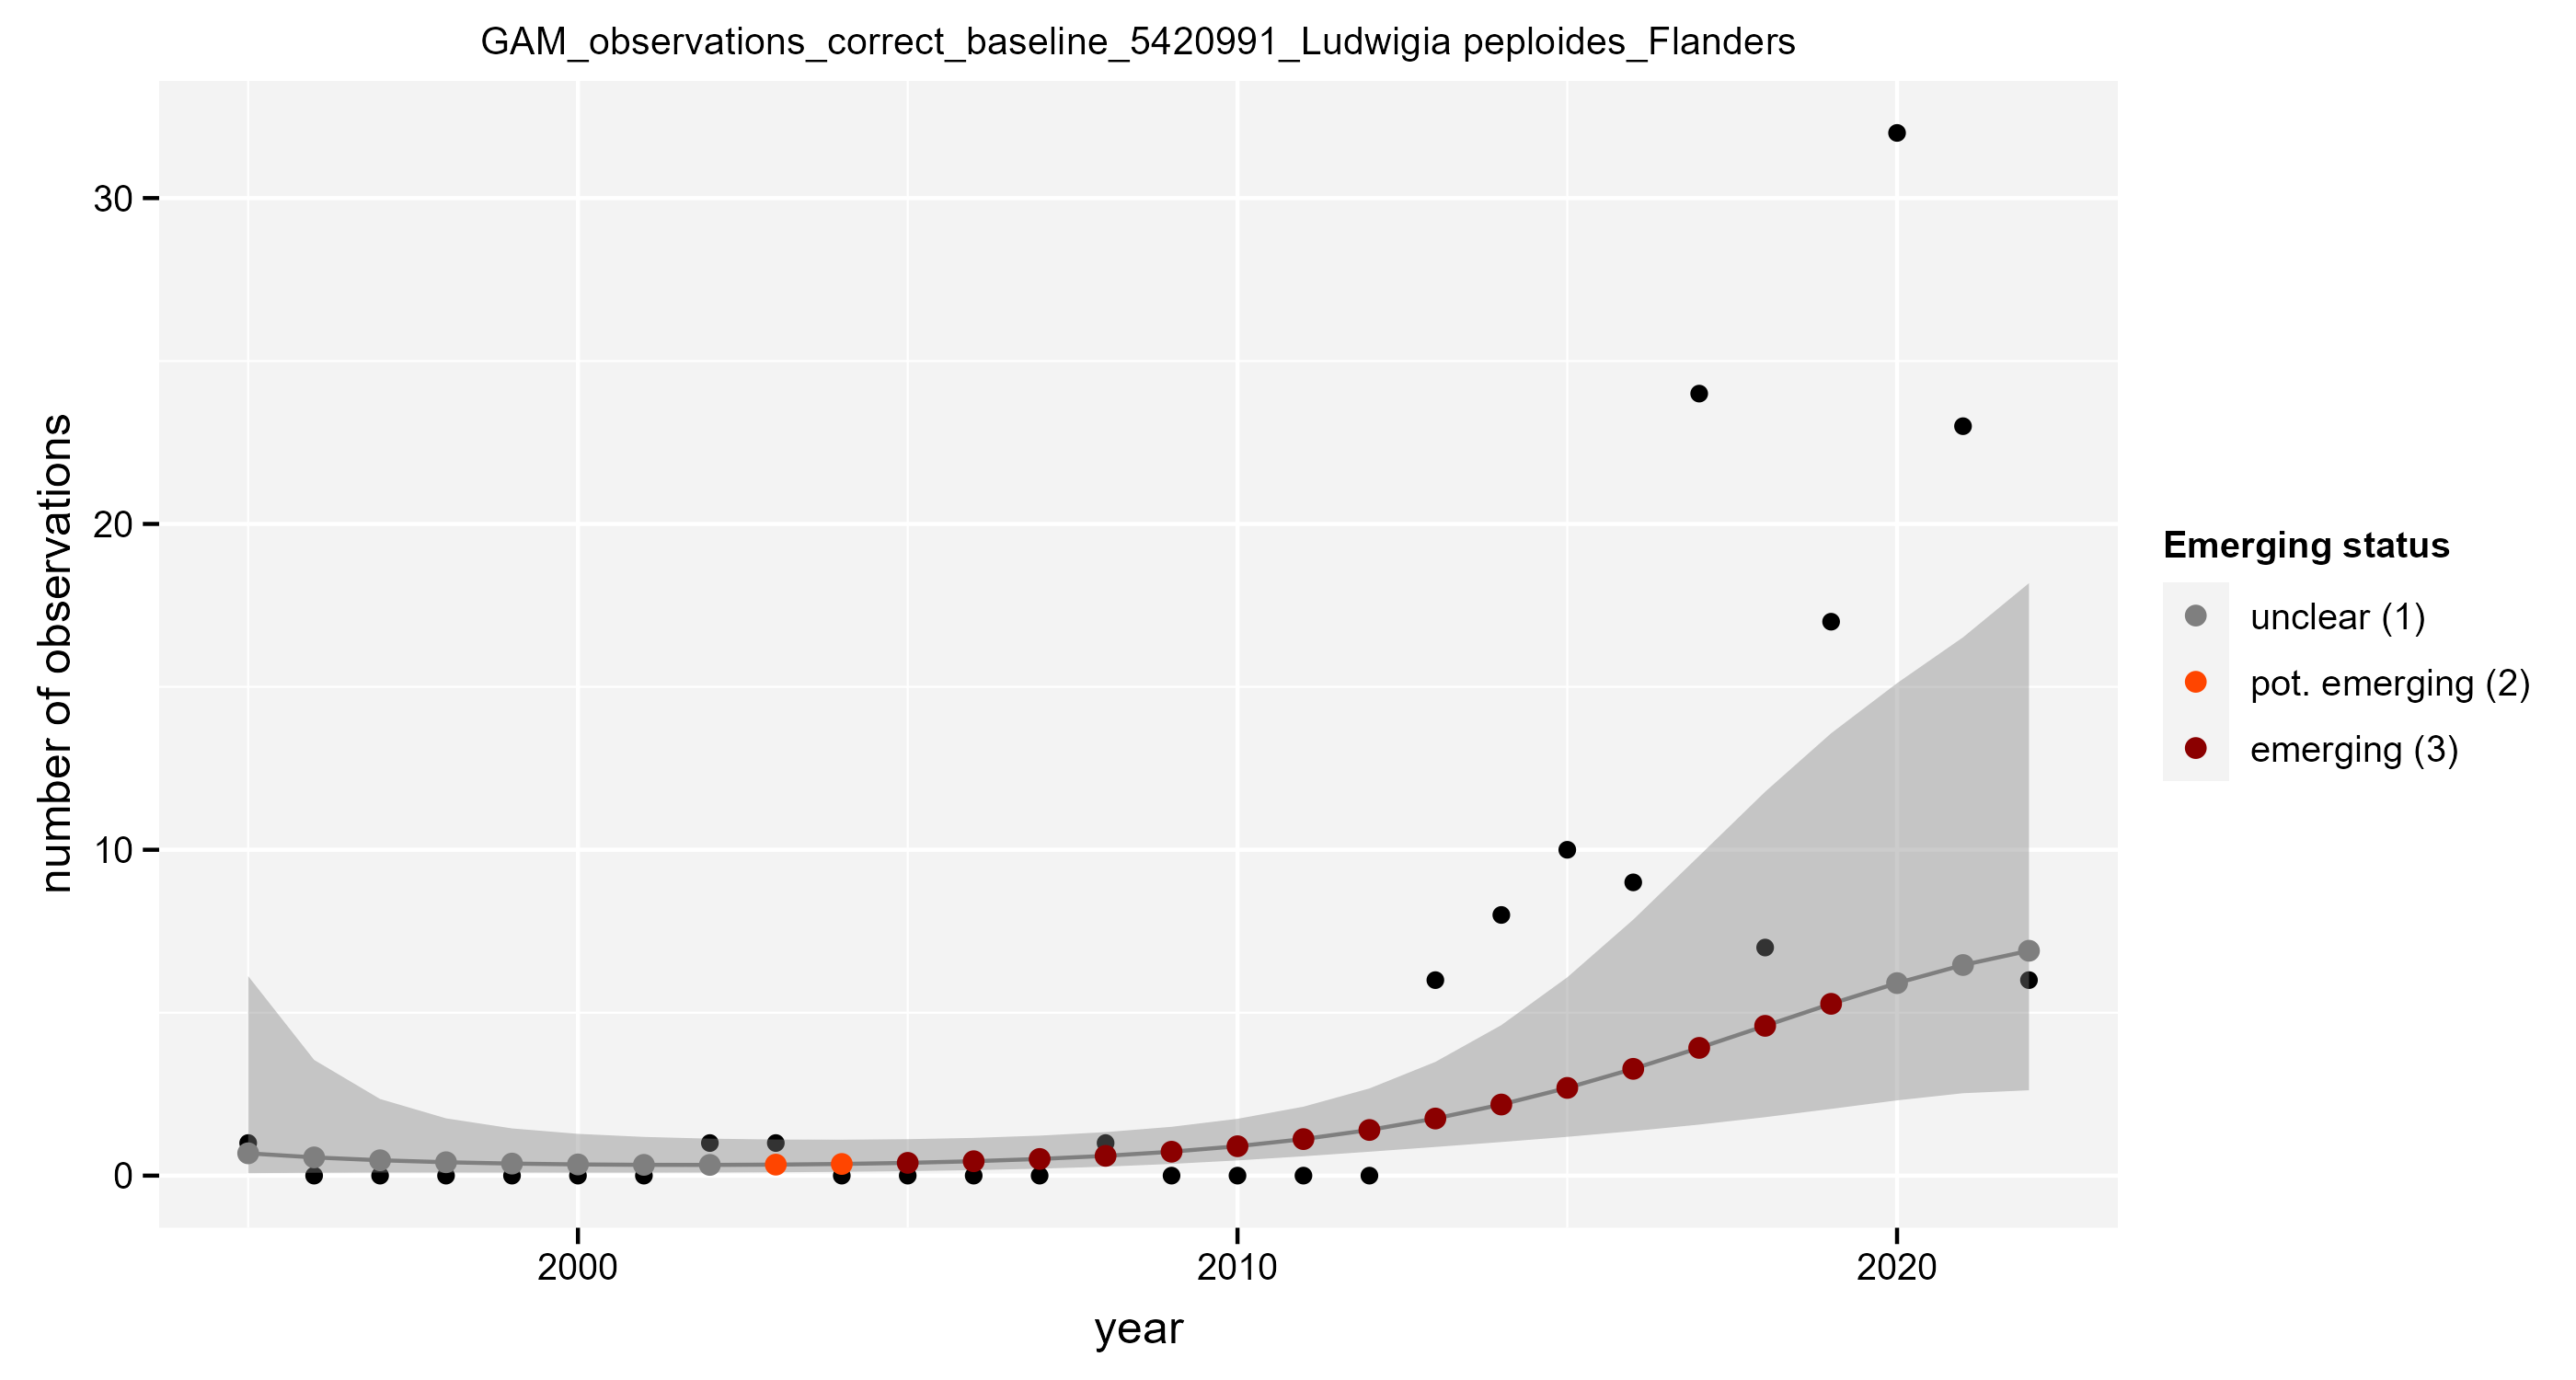 GAM_observations_correct_baseline_5420991_Ludwigia peploides_Flanders
number of observations
30
20
10
0
2000
2010
2020
year
Emerging status
unclear (1)
pot. emerging (2)
emerging (3)